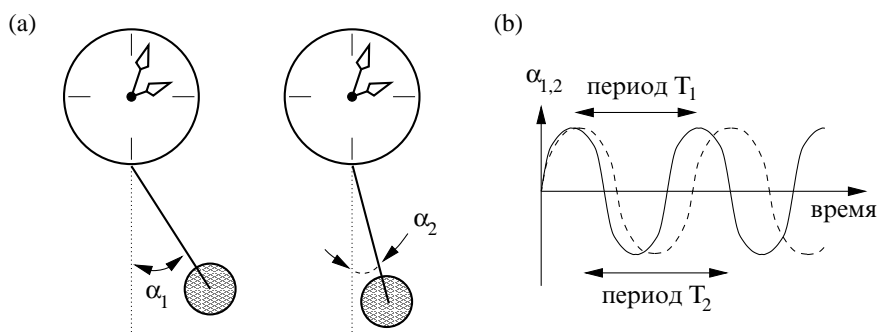 (a)
α1
α2
(b)
α1,2
период T1
время
период T2